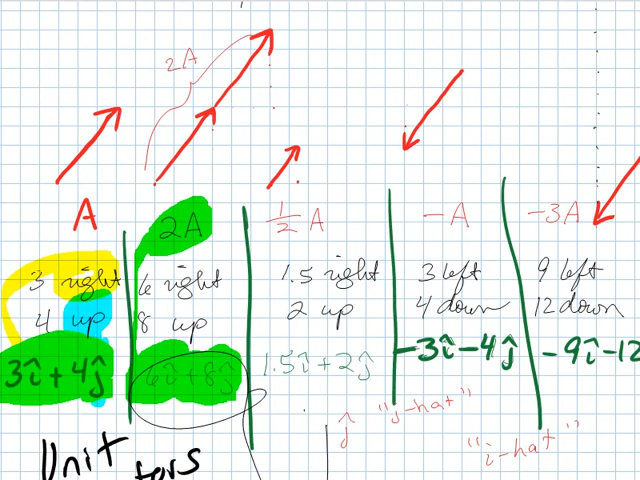 2A
A
2A
1/2 A
-A
-3A
3 right
6 right
1.5 right
3 left
9 left
4 up
8 up
2 up
4 down
12 down
3î + 4ĵ
6î + 8ĵ
1.5î + 2ĵ
-3î - 4ĵ
-9î - 12
ĵ "j-hat"
"i-hat"
Unit
tors